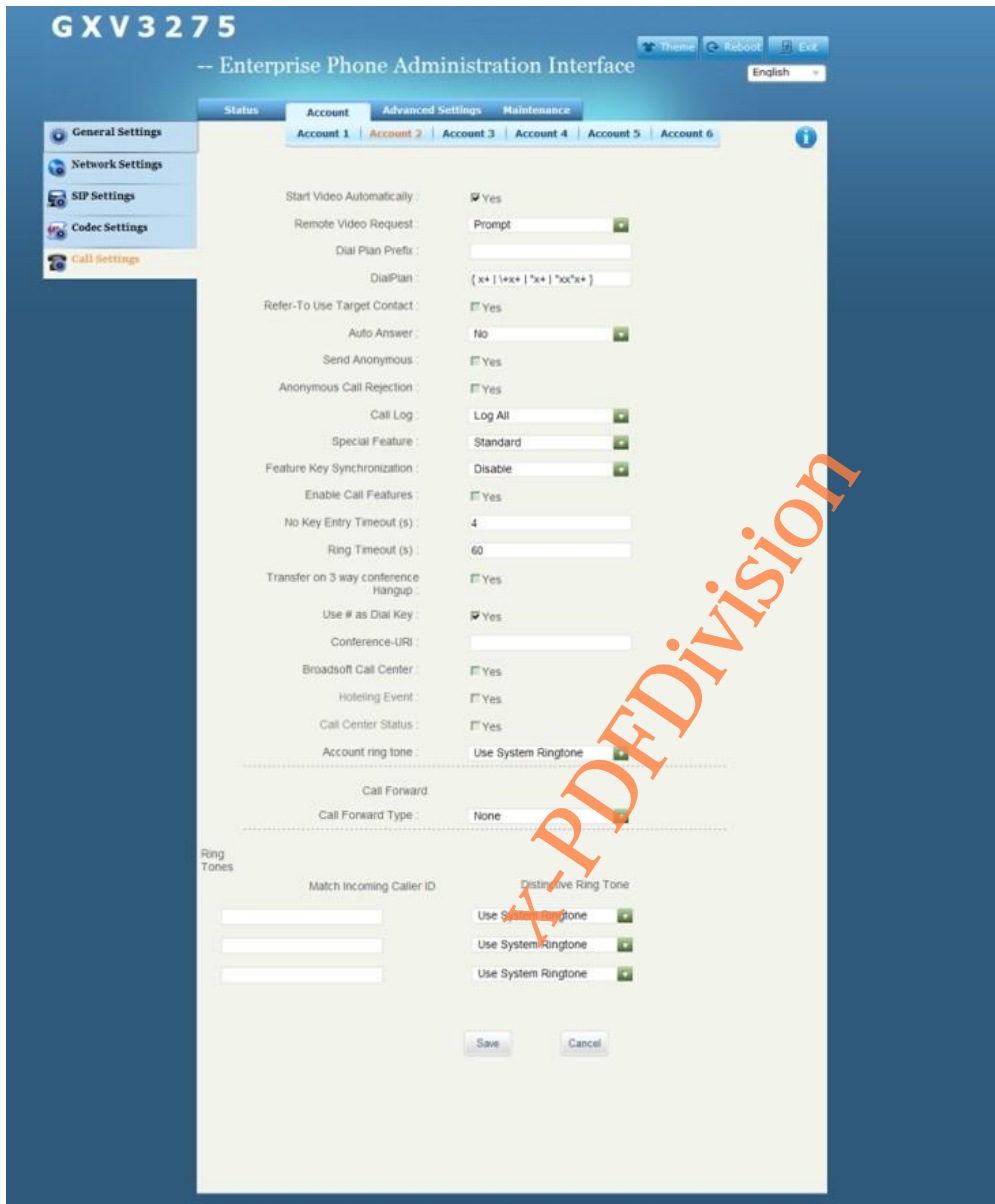 GXV3275
Theme Reboot Exit
-- Enterprise Phone Administration Interface
English
Status Account Advanced Settings Maintenance
Account 1 | Account 2 | Account 3 | Account 4 | Account 5 | Account 6
General Settings
Network Settings
SIP Settings
Codec Settings
Call Settings
Start Video Automatically : Yes
Remote Video Request : Prompt
Dial Plan Prefix :
DialPlan : { x+ | \+x+ | *x+ | *xx*x+ }
Refer-To Use Target Contact : Yes
Auto Answer : No
Send Anonymous : Yes
Anonymous Call Rejection : Yes
Call Log : Log All
Special Feature : Standard
Feature Key Synchronization : Disable
Enable Call Features : Yes
No Key Entry Timeout (s) : 4
Ring Timeout (s) : 60
Transfer on 3 way conference Yes
Hangup :
Use # as Dial Key : Yes
Conference-URI :
Broadsoft Call Center : Yes
Hoteling Event : Yes
Call Center Status : Yes
Account ring tone : Use System Ringtone
Call Forward
Call Forward Type : None
Ring
Tones
Match Incoming Caller ID Distinctive Ring Tone
Use System Ringtone
Use System Ringtone
Use System Ringtone
Save Cancel
x-PDFDivision